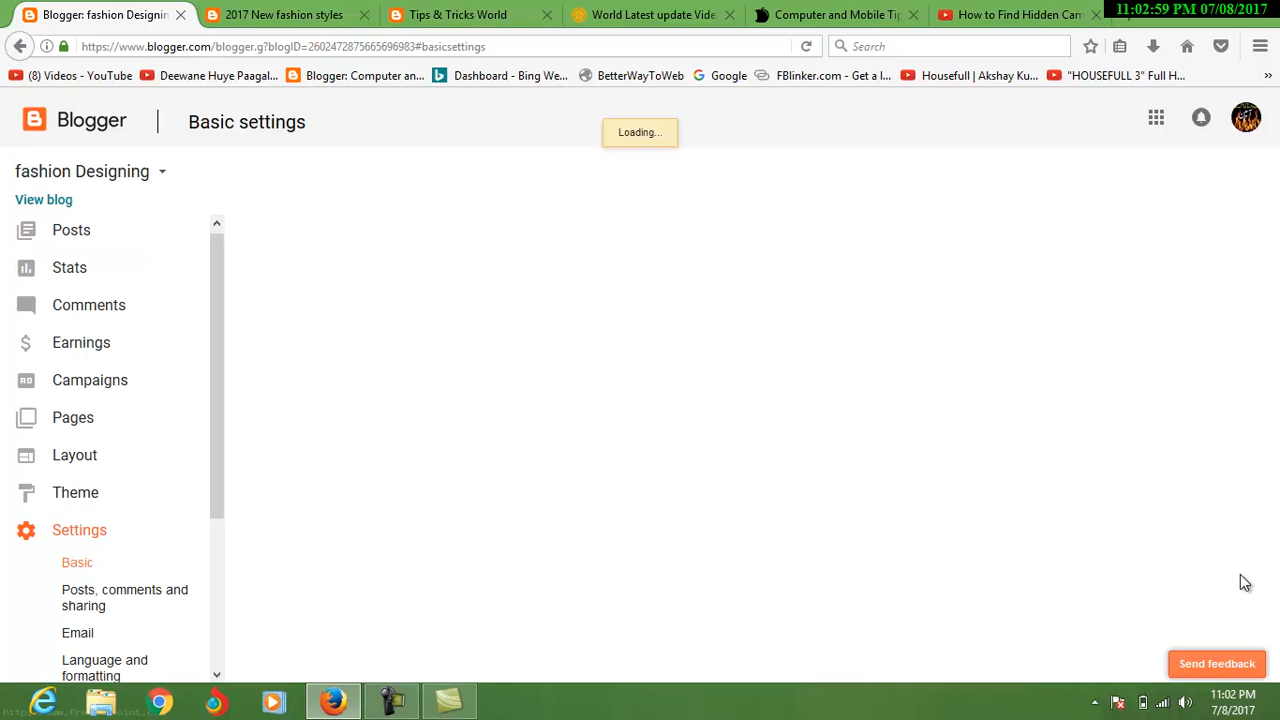 Blogger: fashion Designin
2017 New fashion styles
Tips & Tricks World
World Latest update Vide
Computer and Mobile Tip
How to Find Hidden Cam
11:02:59 PM 07/08/2017
https://www.blogger.com/blogger.g?blogID=2602472875665696983#basicsettings
Search
(8) Videos - YouTube
Deewane Huye Paagal...
Blogger: Computer an...
Dashboard - Bing We...
BetterWayToWeb
Google
FBlinker.com - Get a l...
Housefull | Akshay Ku...
"HOUSEFULL 3" Full H...
Blogger
Basic settings
Loading...
fashion Designing
View blog
Posts
Stats
Comments
Earnings
Campaigns
Pages
Layout
Theme
Settings
Basic
Posts, comments and
sharing
Email
Language and
formatting
Send feedback
11:02 PM
7/8/2017